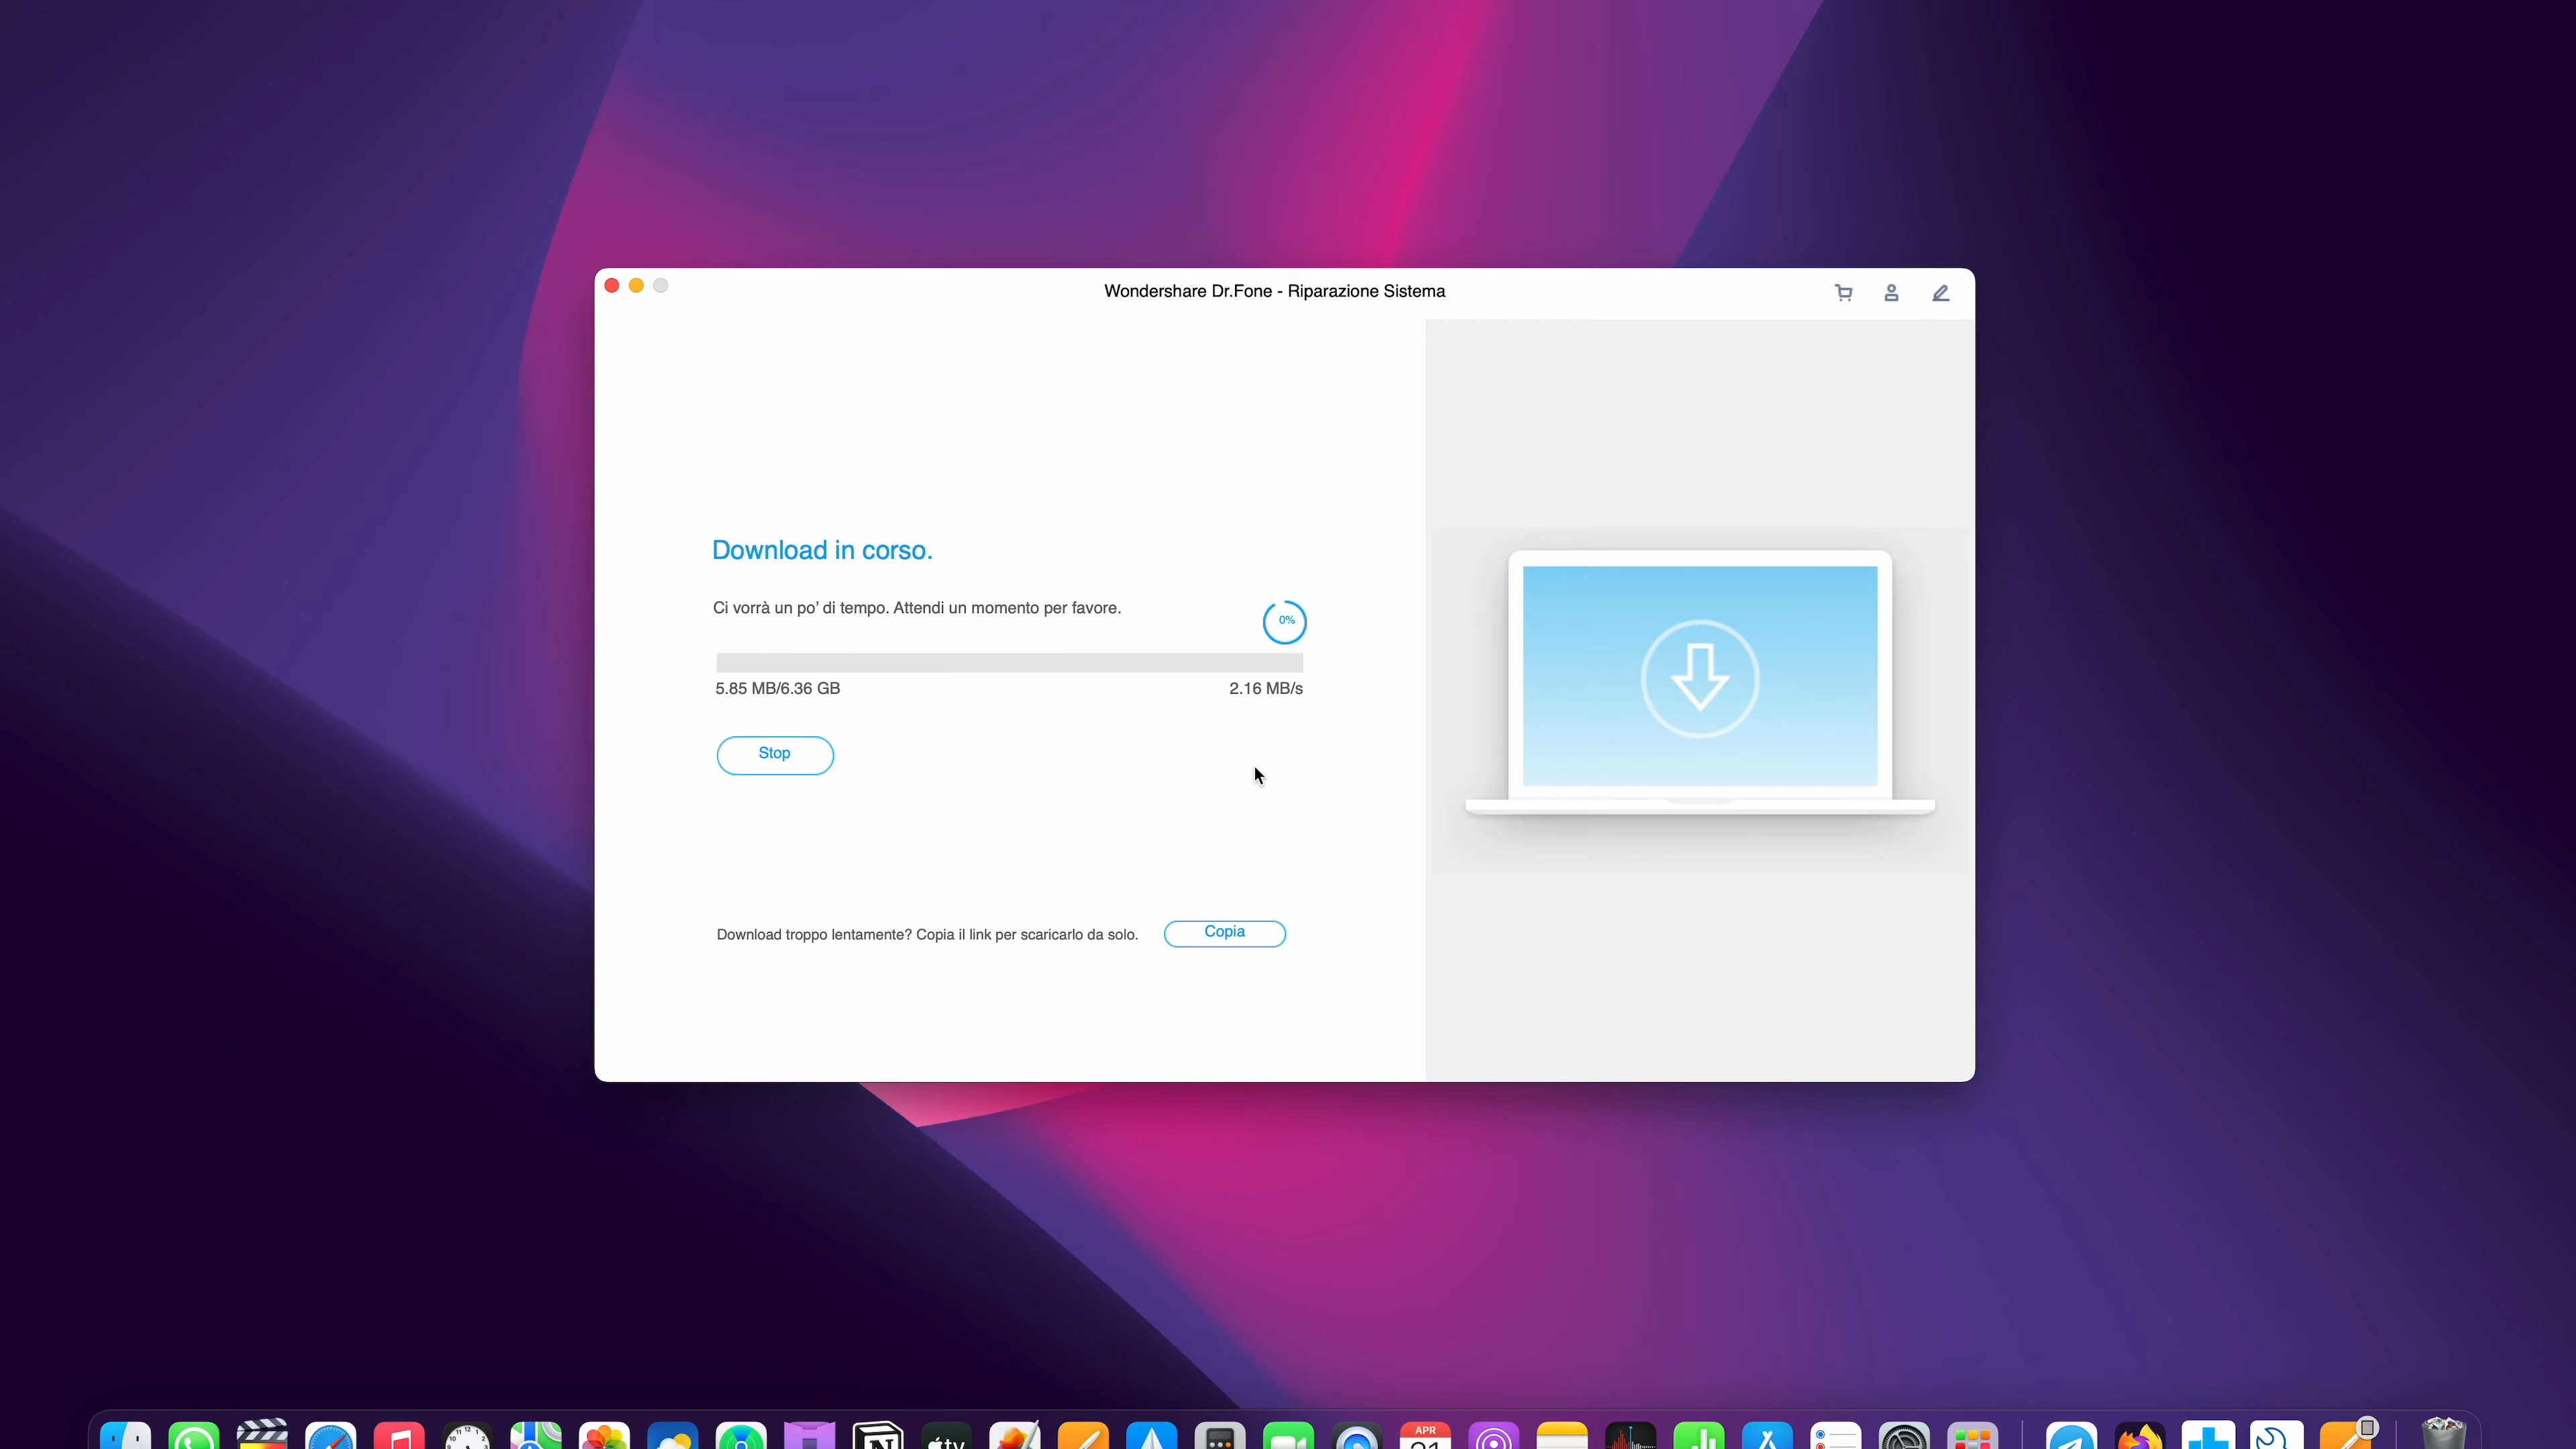 Wondershare Dr.Fone - Riparazione Sistema
Download in corso.
Ci vorrà un po' di tempo. Attendi un momento per favore.
0%
5.85 MB/6.36 GB
2.16 MB/s
Stop
Download troppo lentamente? Copia il link per scaricarlo da solo.
Copia
tv
APR